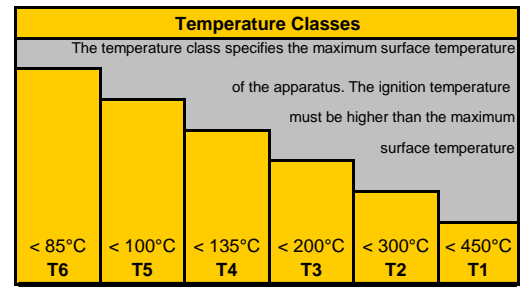 Temperature Classes
The temperature class specifies the maximum surface temperature
of the apparatus. The ignition temperature
must be higher than the maximum
surface temperature
< 85°C < 100°C < 135°C < 200°C < 300°C < 450°C
T6 T5 T4 T3 T2 T1